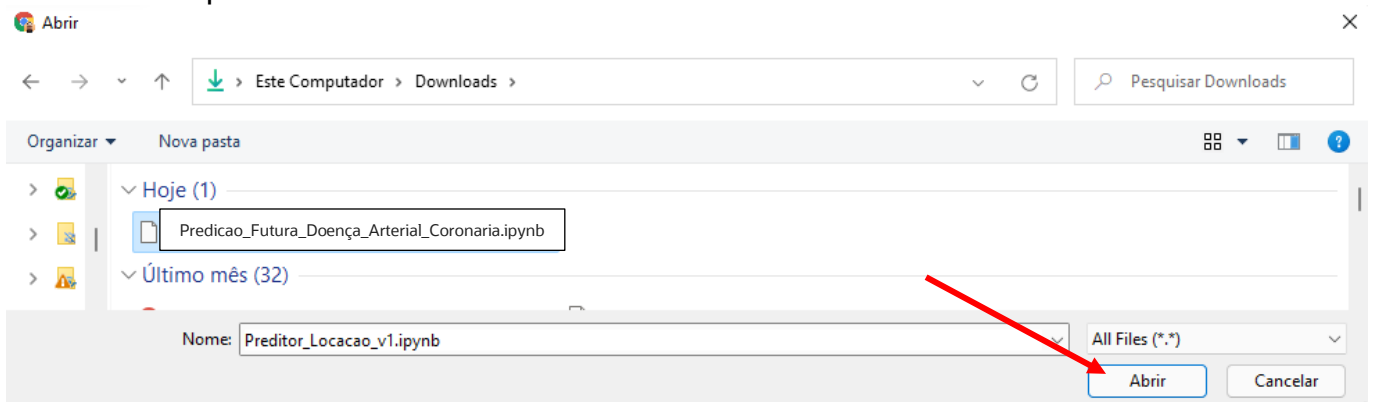 Abrir
Este Computador > Downloads >
Pesquisar Downloads
Organizar
Nova pasta
Hoje (1)
Predicao_Futura_Doença_Arterial_Coronaria.ipynb
Último mês (32)
Nome: Preditor_Locacao_v1.ipynb
All Files (*.*)
Abrir
Cancelar